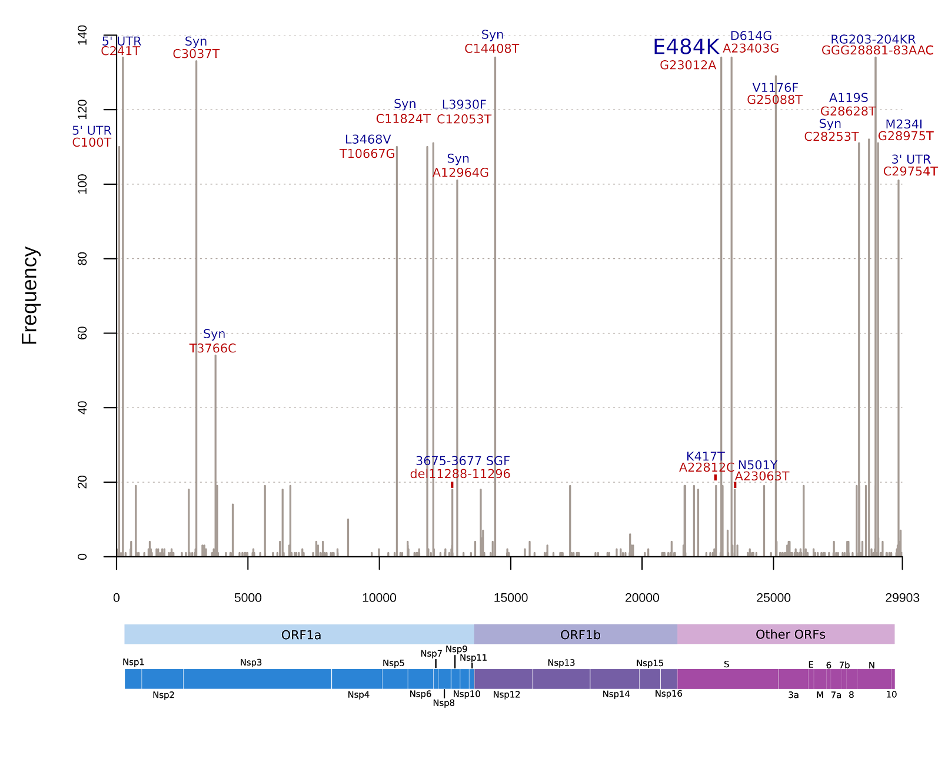 140
120
100
80
60
40
20
0
Frequency
5' UTR
C241T
5' UTR
C100T
Syn
C3037T
Syn
T3766C
L3468V
T10667G
Syn
C11824T
L3930F
C12053T
Syn
A12964G
Syn
C14408T
3675-3677 SGF
del11288-11296
E484K
G23012A
D614G
A23403G
K417T
A22812C
N501Y
A23063T
V1176F
G25088T
RG203-204KR
GGG28881-83AAC
A119S
G28628T
Syn
C28253T
M234I
G28975T
3' UTR
C29754T
0 5000 10000 15000 20000 25000 29903
ORF1a ORF1b Other ORFs
Nsp1 Nsp3 Nsp5 Nsp7 Nsp9 Nsp11 Nsp13 Nsp15 S E 6 7b N
Nsp2 Nsp4 Nsp6 Nsp8 Nsp10 Nsp12 Nsp14 Nsp16 3a M 7a 8 10